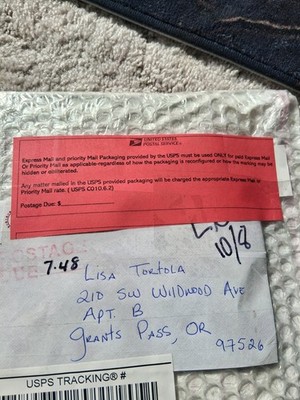 UNITED STATES
POSTAL SERVICE
Express Mail and priority Mail Packaging provided by the USPS must be used ONLY for paid Express Mail
Or Priority Mail as applicable-regardless of how the packaging is reconfigured or how the marking may be
hidden or obliterated.
Any matter mailed in the USPS provided packaging will be charged the appropriate Express Mail or
Priority Mail rate. ( USPS CO10.6.2)
Postage Due: $
10/8
7.48
LISA TORTOLA
210 SW WILDWOOD AVE
APT. B
GRANTS PASS, OR
97526
USPS TRACKING® #